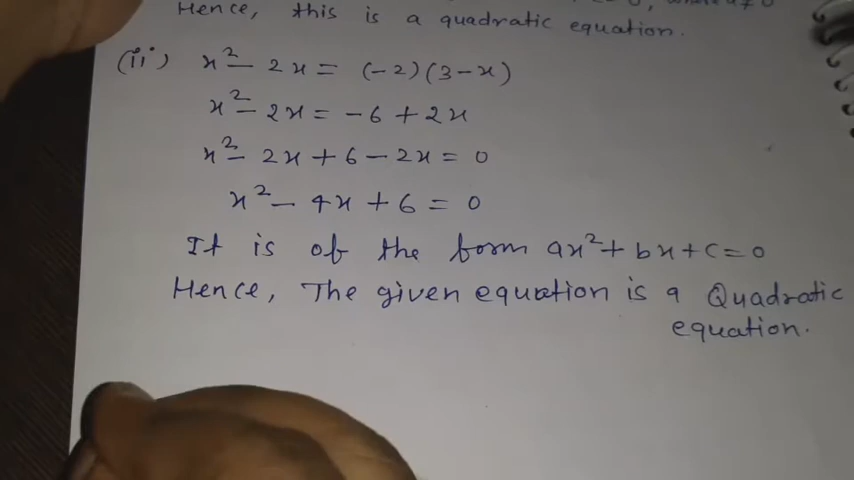 Hence, this is a quadratic equation.
(ii) x² - 2x = (-2)(3-x)
x² - 2x = -6 + 2x
x² - 2x + 6 - 2x = 0
x² - 4x + 6 = 0
It is of the form ax² + bx + c = 0
Hence, The given equation is a Quadratic
equation.